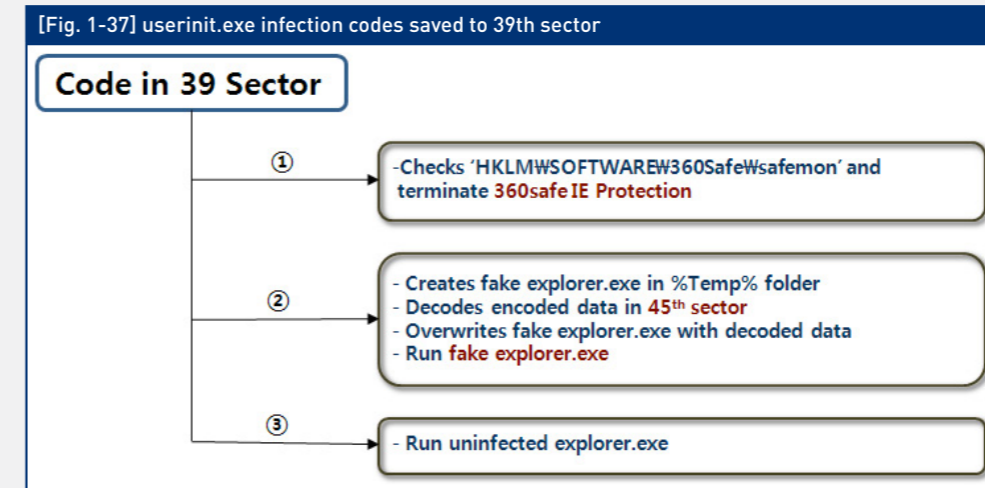 [Fig. 1-37] userinit.exe infection codes saved to 39th sector
Code in 39 Sector
①
-Checks ‘HKLM₩SOFTWARE₩360Safe₩safemon’ and
terminate 360safe IE Protection
②
- Creates fake explorer.exe in %Temp% folder
- Decodes encoded data in 45th sector
- Overwrites fake explorer.exe with decoded data
- Run fake explorer.exe
③
- Run uninfected explorer.exe